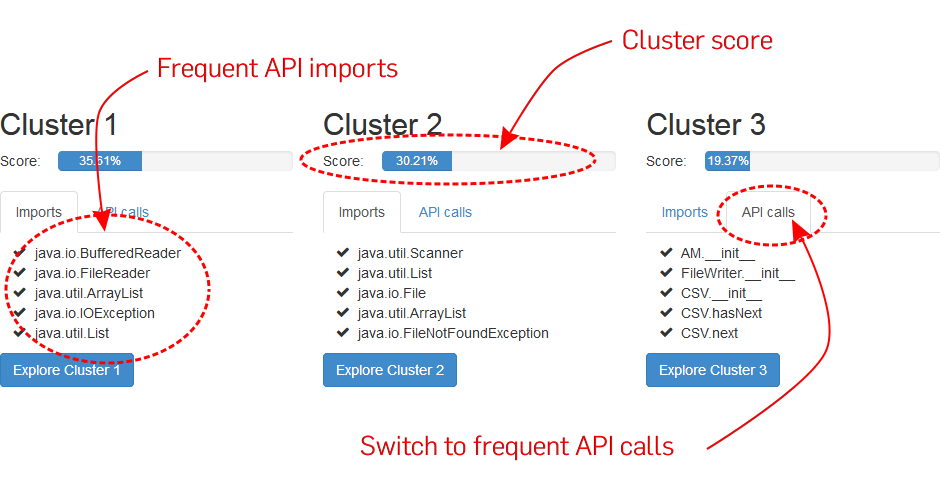 Cluster score
Frequent API imports
Cluster 1
Score: 35.61%
Imports API calls
java.io.BufferedReader
java.io.FileReader
java.util.ArrayList
java.io.IOException
java.util.List
Explore Cluster 1
Cluster 2
Score: 30.21%
Imports API calls
java.util.Scanner
java.util.List
java.io.File
java.util.ArrayList
java.io.FileNotFoundException
Explore Cluster 2
Cluster 3
Score: 19.37%
Imports API calls
AM.__init__
FileWriter.__init__
CSV.__init__
CSV.hasNext
CSV.next
Explore Cluster 3
Switch to frequent API calls